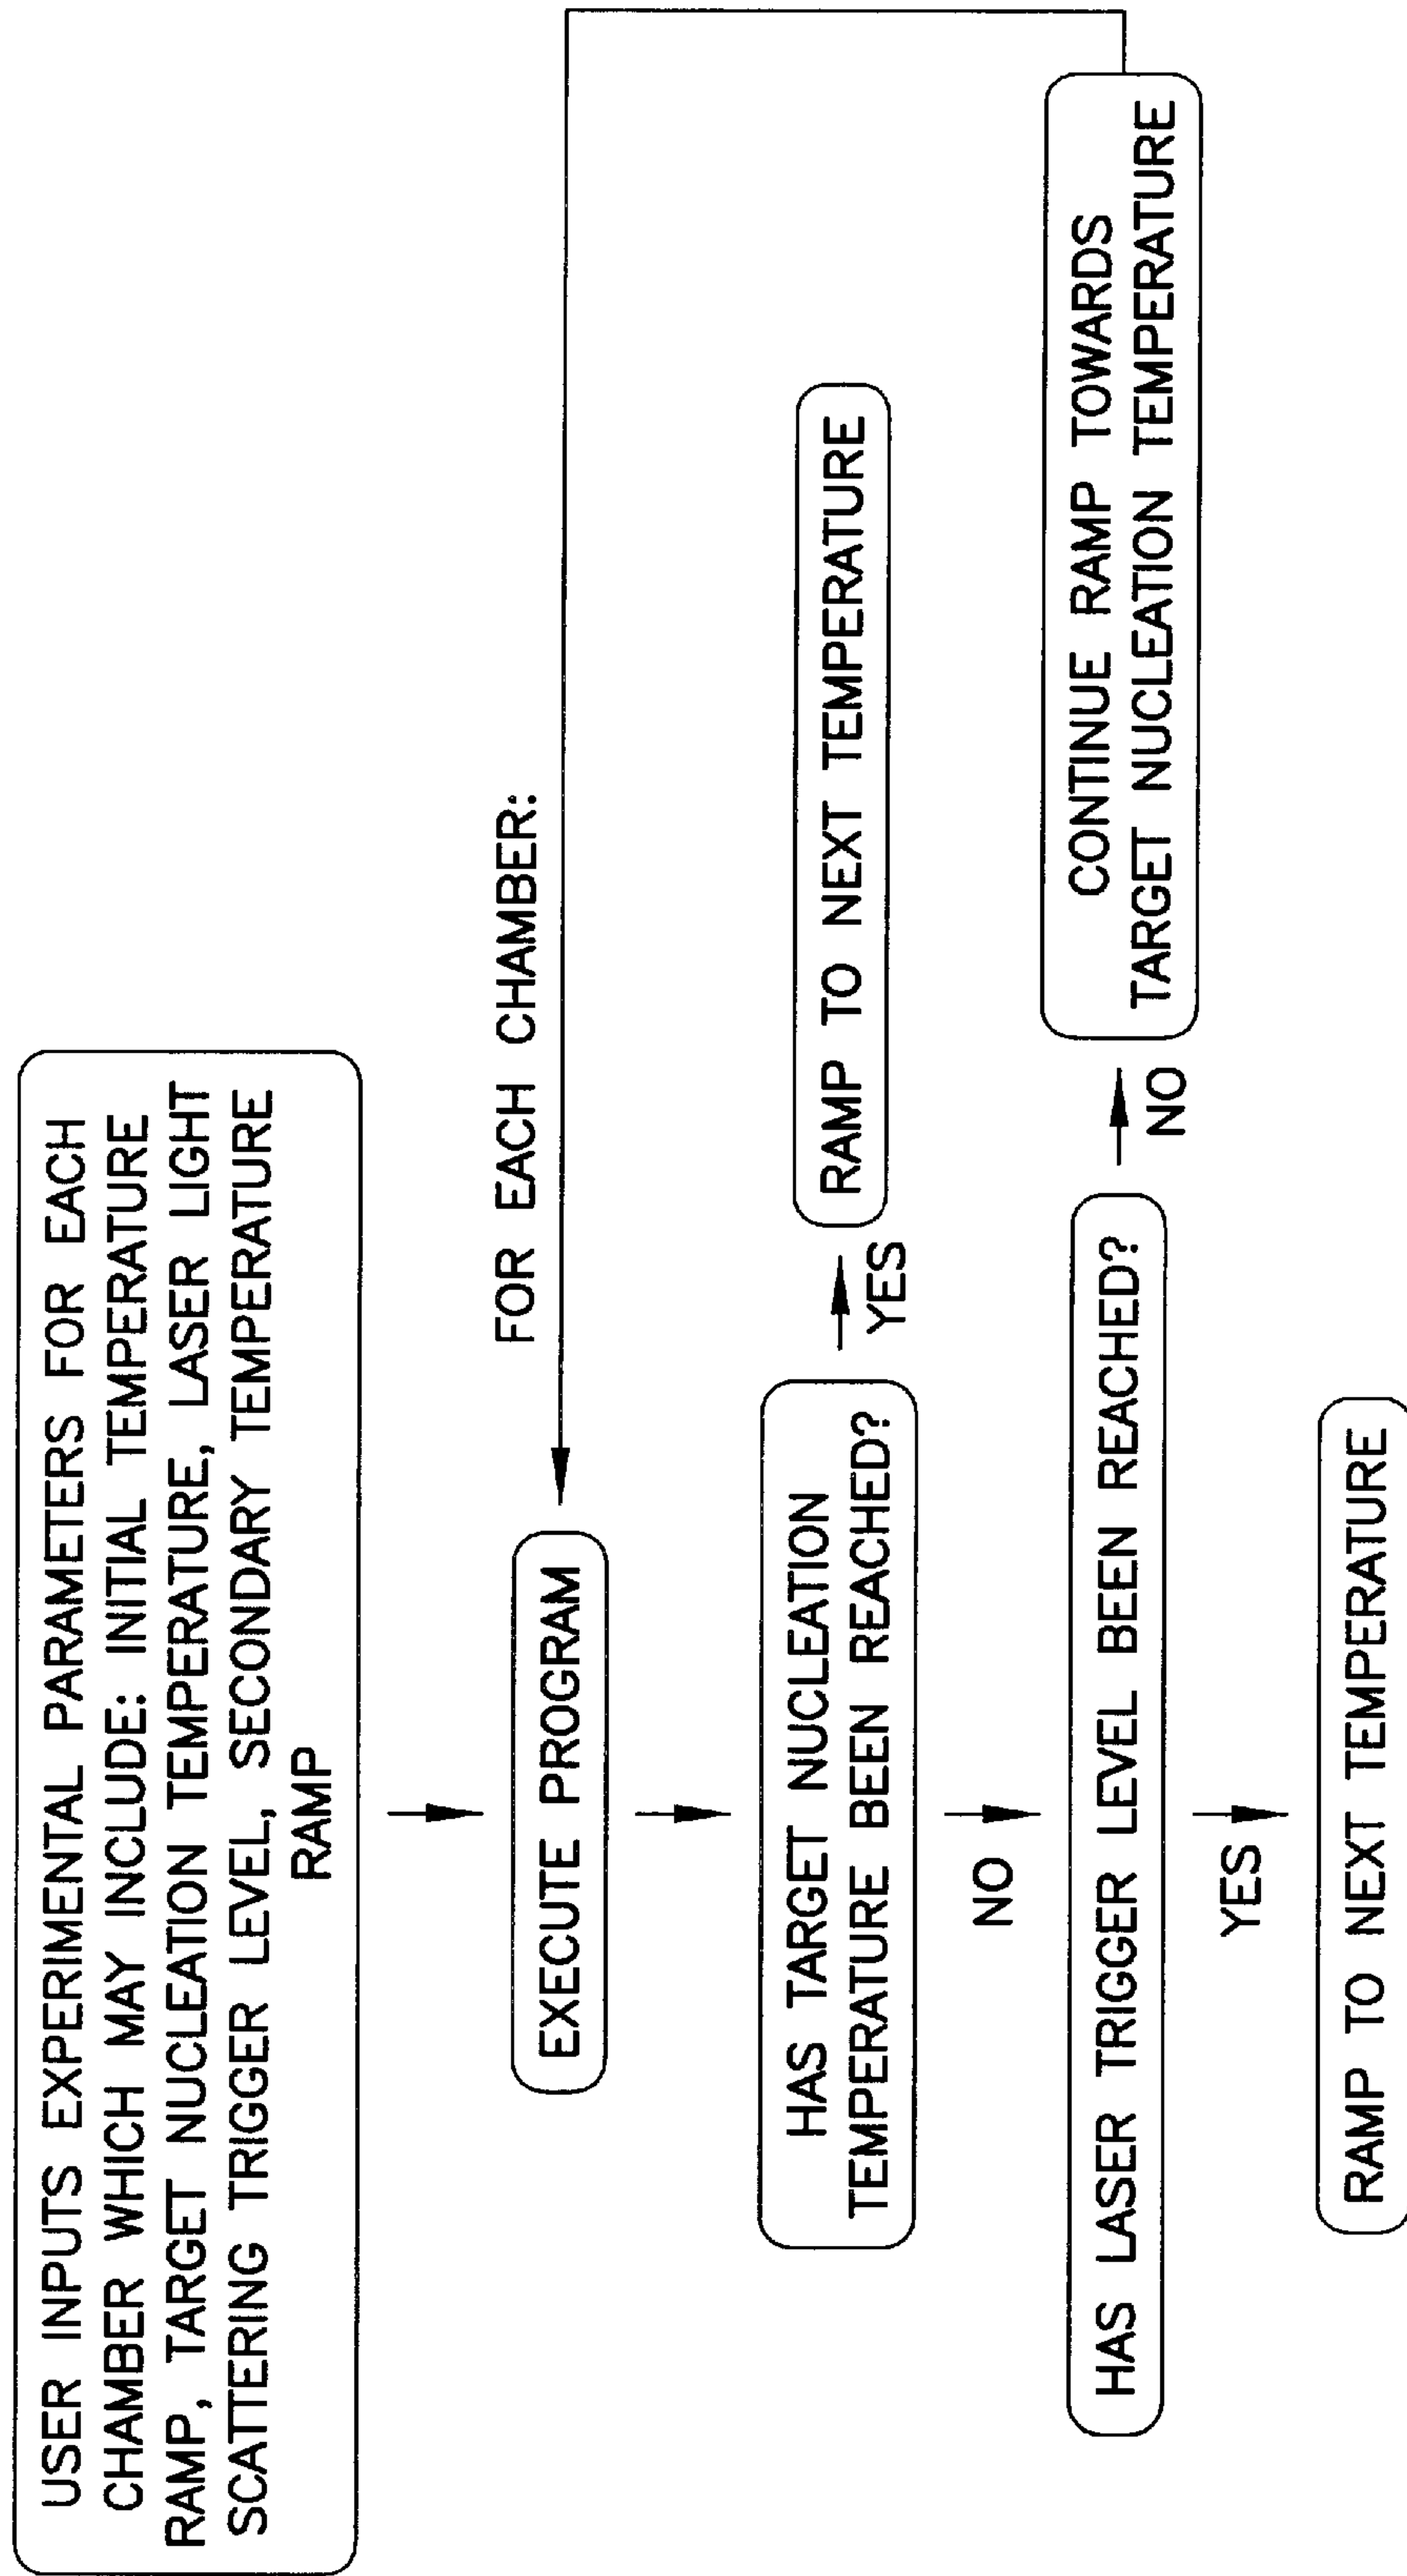 USER INPUTS EXPERIMENTAL PARAMETERS FOR EACH
CHAMBER WHICH MAY INCLUDE: INITIAL TEMPERATURE
RAMP, TARGET NUCLEATION TEMPERATURE, LASER LIGHT
SCATTERING TRIGGER LEVEL, SECONDARY TEMPERATURE
RAMP
FOR EACH CHAMBER:
EXECUTE PROGRAM
HAS TARGET NUCLEATION
TEMPERATURE BEEN REACHED?
YES
RAMP TO NEXT TEMPERATURE
NO
HAS LASER TRIGGER LEVEL BEEN REACHED?
NO
CONTINUE RAMP TOWARDS
TARGET NUCLEATION TEMPERATURE
YES
RAMP TO NEXT TEMPERATURE